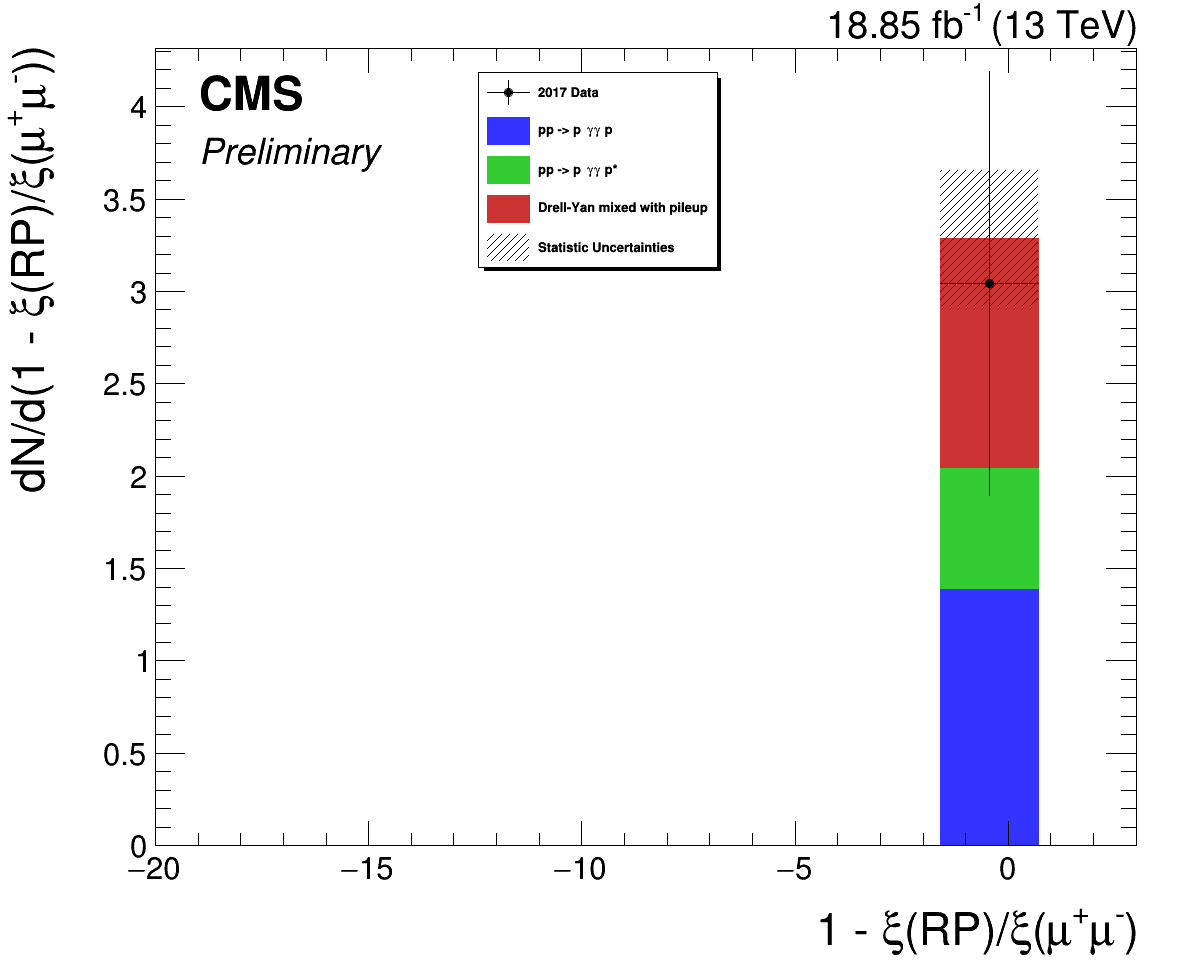 18.85 fb⁻¹ (13 TeV)
CMS
Preliminary
2017 Data
pp -> p γγ p
pp -> p γγ p*
Drell-Yan mixed with pileup
Statistic Uncertainties
dN/d(1 - ξ(RP)/ξ(μ⁺μ⁻))
4
3.5
3
2.5
2
1.5
1
0.5
0
−20 −15 −10 −5 0
1 - ξ(RP)/ξ(μ⁺μ⁻)